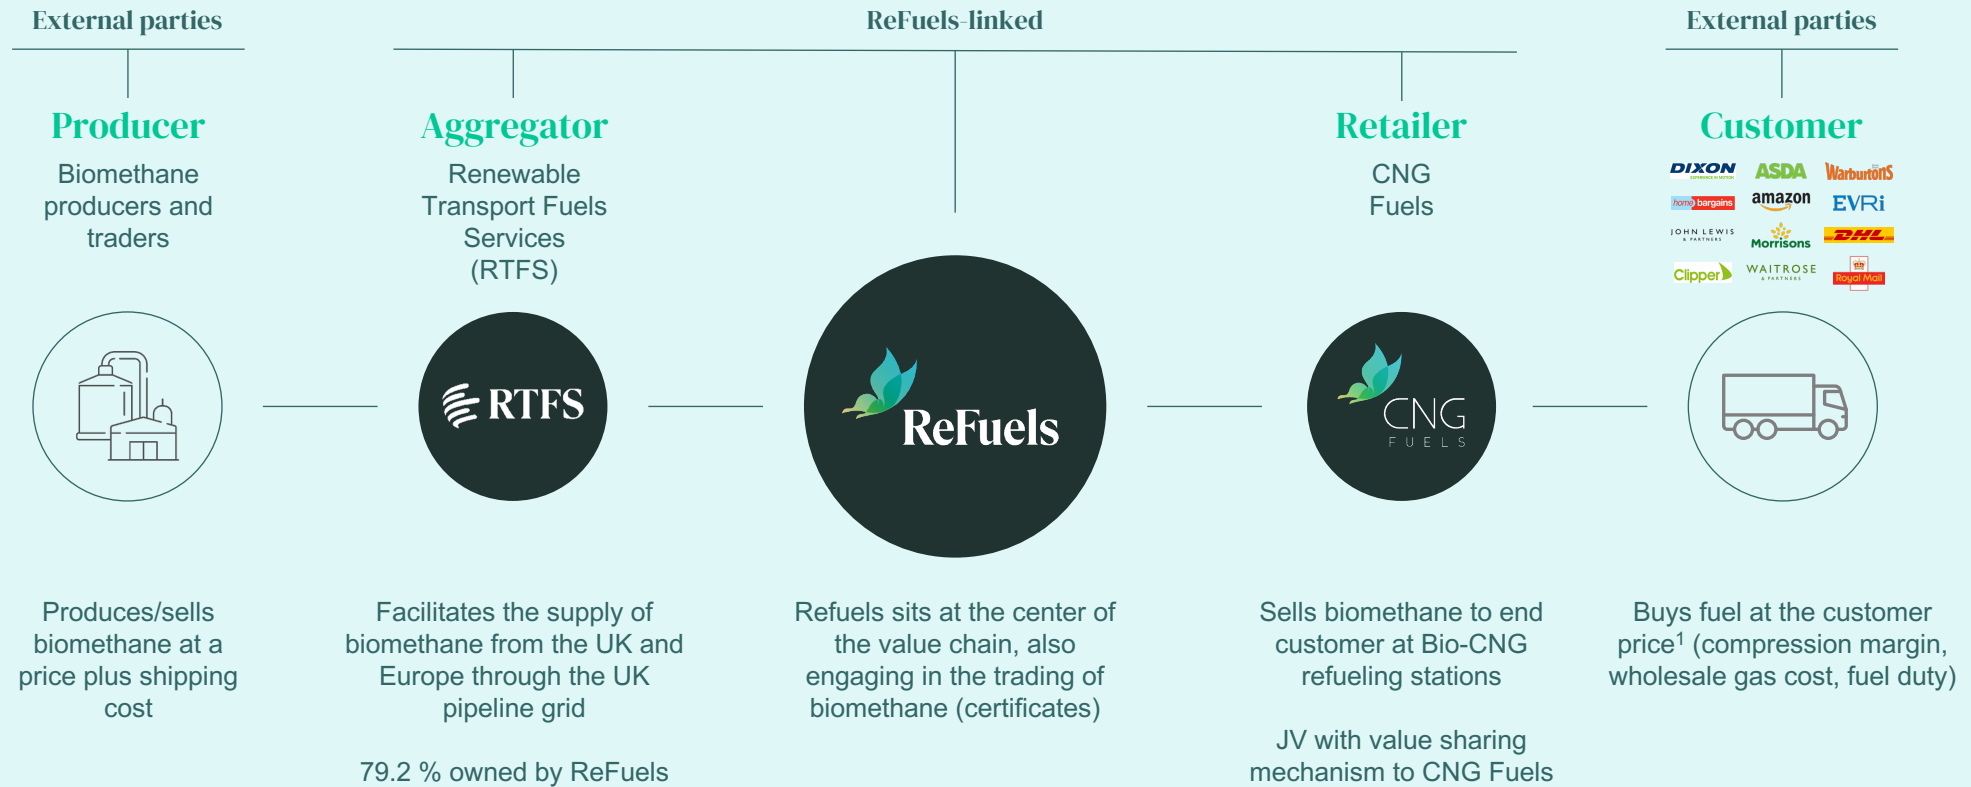 External parties
ReFuels-linked
External parties
Producer
Biomethane
producers and
traders
Aggregator
Renewable
Transport Fuels
Services
(RTFS)
Retailer
CNG
Fuels
Customer
DIXON
ASDA
Warburtons
home bargains
amazon
EVRi
JOHN LEWIS
& PARTNERS
Morrisons
DHL
Clipper
WAITROSE
& PARTNERS
Royal Mail
RTFS
ReFuels
CNG
FUELS
Produces/sells
biomethane at a
price plus shipping
cost
Facilitates the supply of
biomethane from the UK and
Europe through the UK
pipeline grid
79.2 % owned by ReFuels
Refuels sits at the center of
the value chain, also
engaging in the trading of
biomethane (certificates)
Sells biomethane to end
customer at Bio-CNG
refueling stations
JV with value sharing
mechanism to CNG Fuels
Buys fuel at the customer
price¹ (compression margin,
wholesale gas cost, fuel duty)